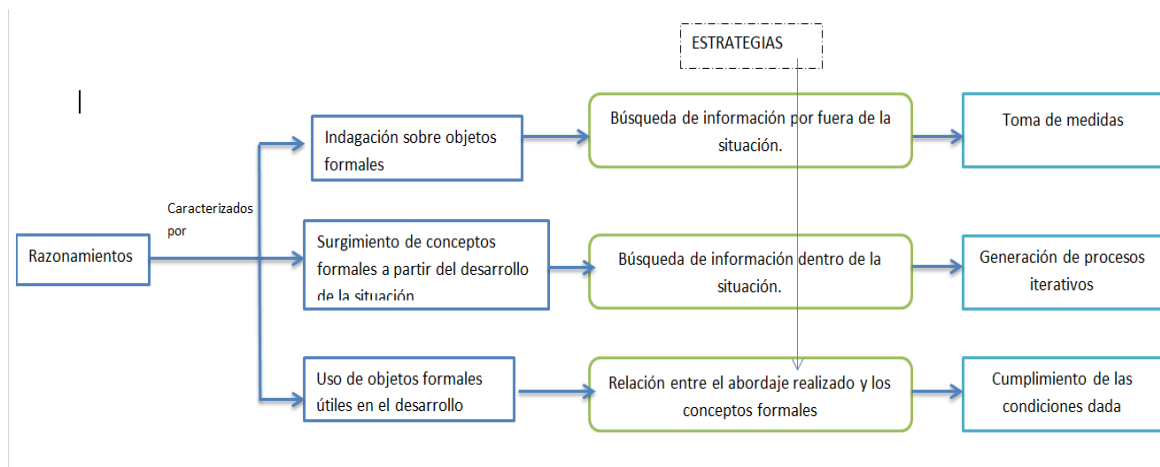 ESTRATEGIAS
Indagación sobre objetos
formales
Búsqueda de información por fuera de la
situación.
Toma de medidas
Caracterizados
por
Razonamientos
Surgimiento de conceptos
formales a partir del desarrollo
de la situación
Búsqueda de información dentro de la
situación.
Generación de procesos
iterativos
Uso de objetos formales
útiles en el desarrollo
Relación entre el abordaje realizado y los
conceptos formales
Cumplimiento de las
condiciones dada